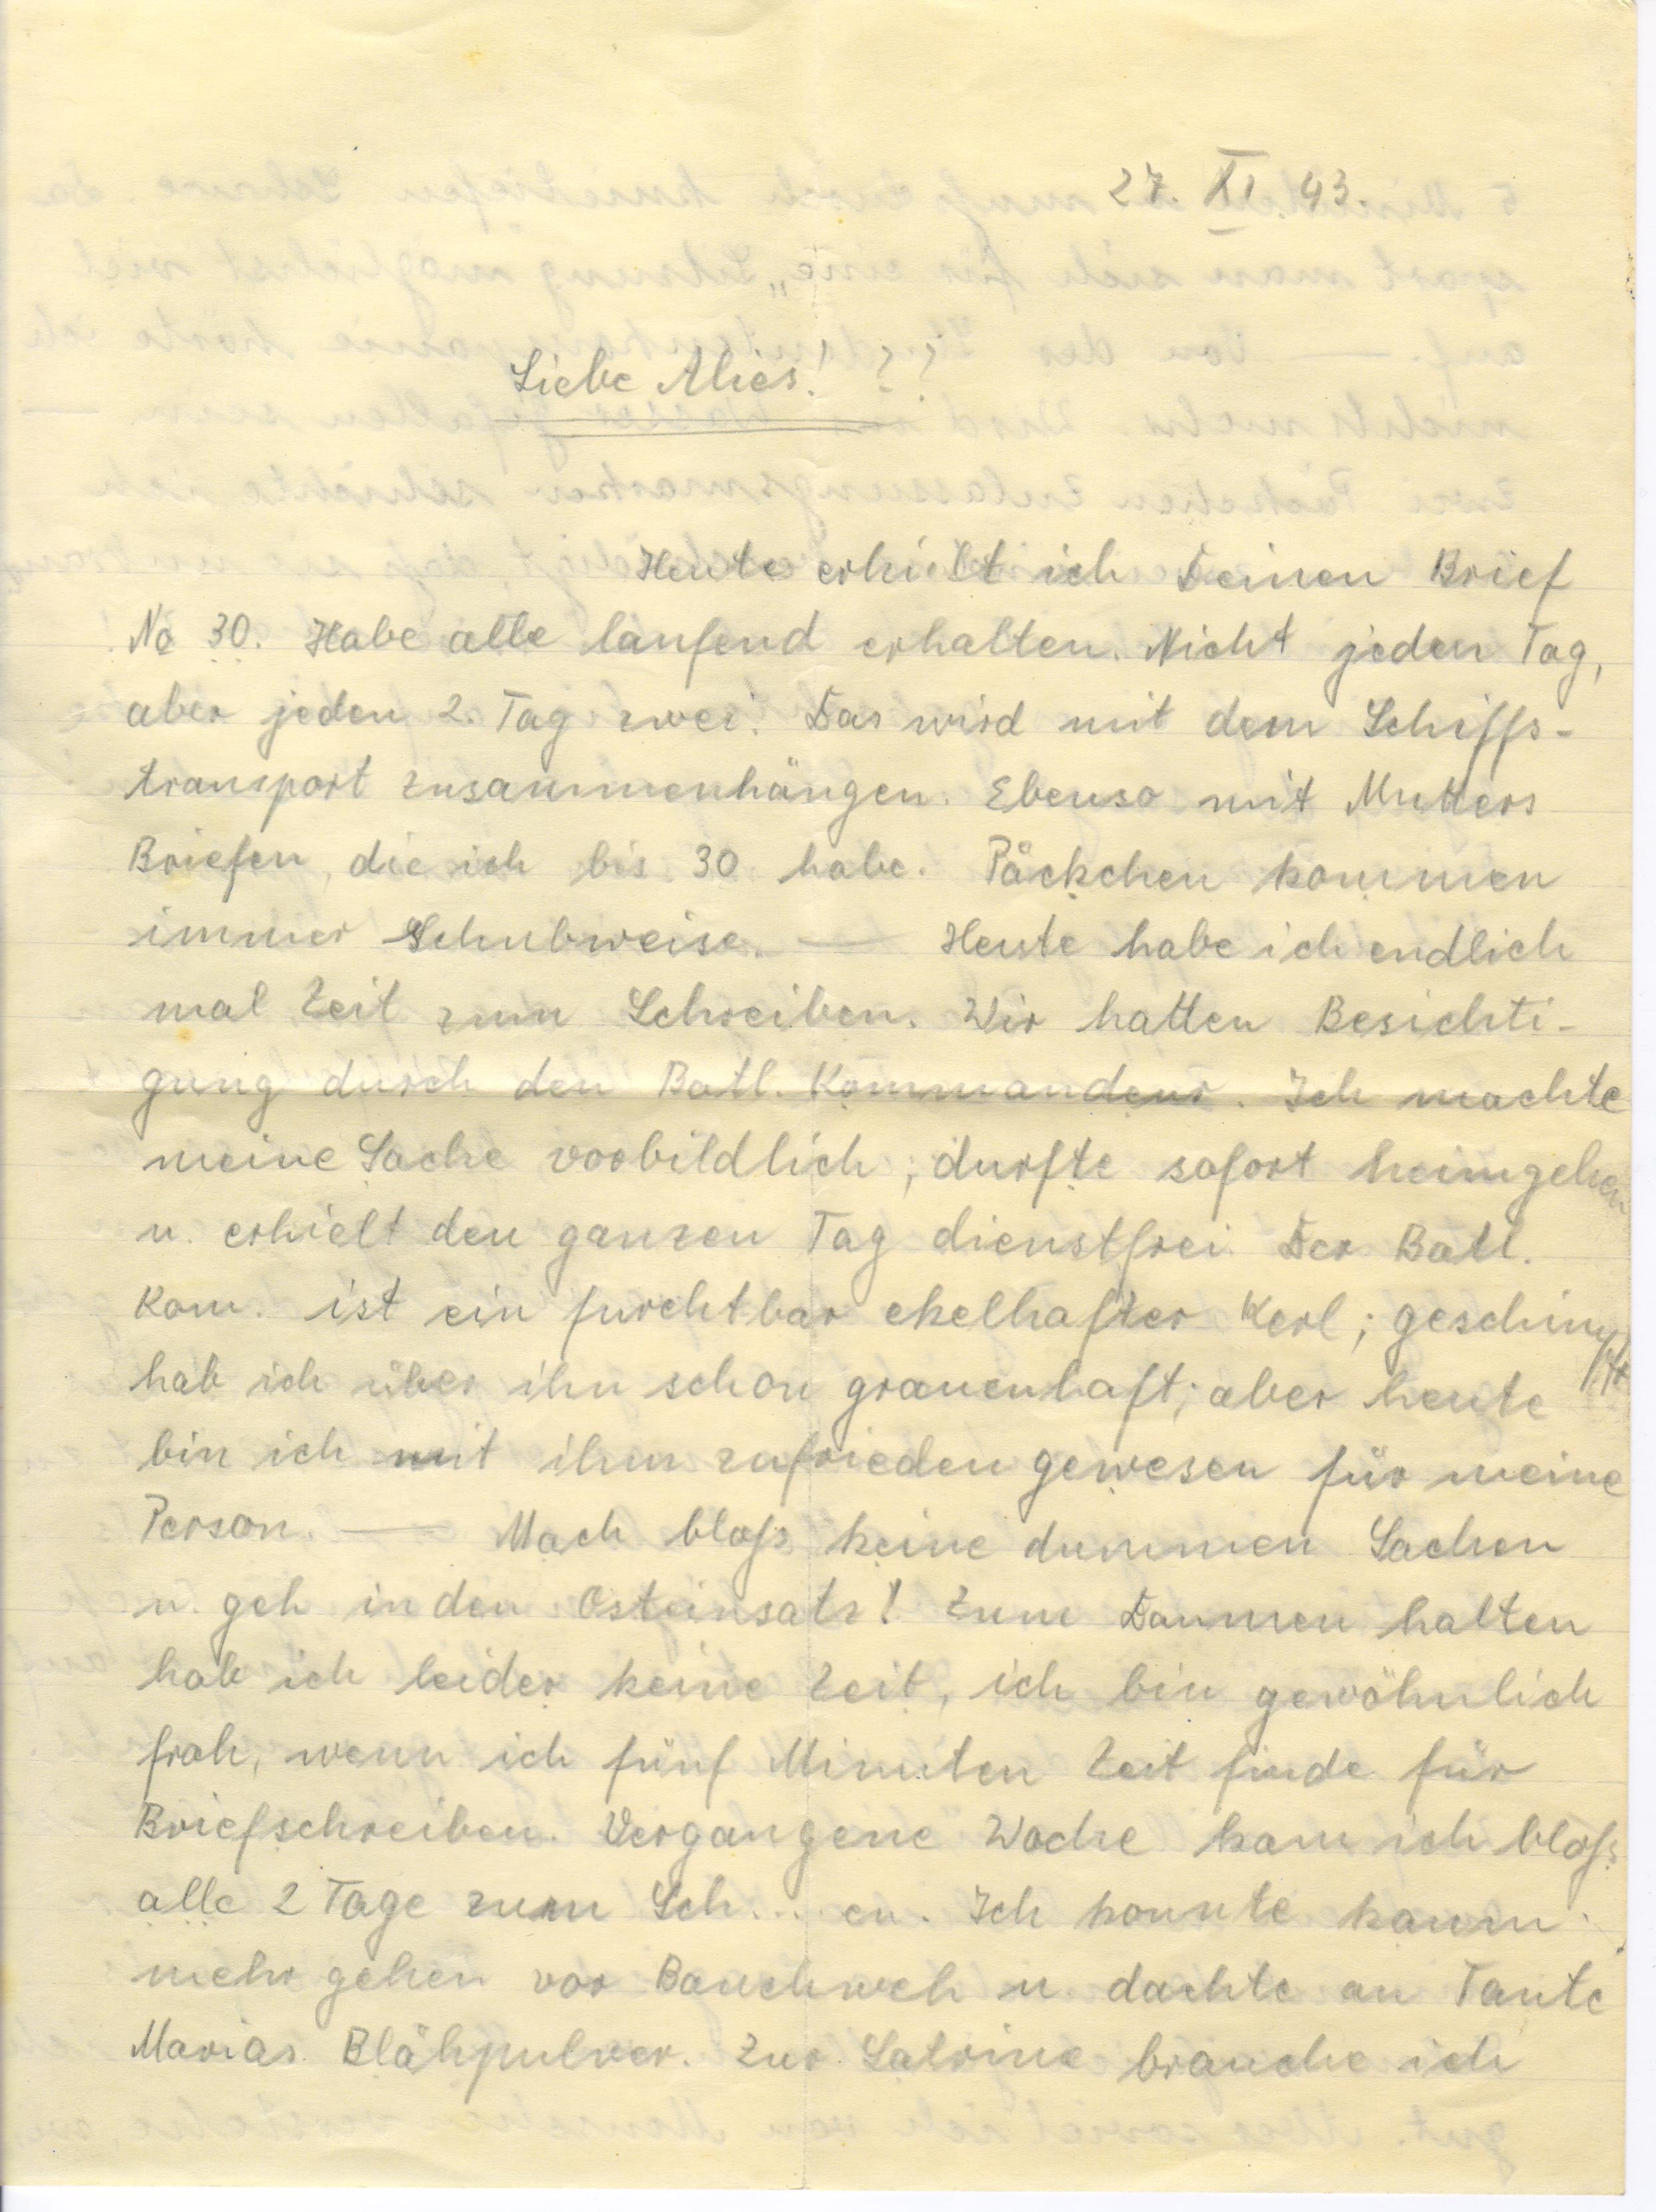 27. XI 43.
Liebe Alies! ??
Heute erhielt ich Deinen Brief
No 30. Habe alle laufend erhalten. Nicht jeden Tag,
aber jeden 2. Tag zwei. Das wird mit dem Schiffs-
transport zusammenhängen. Ebenso mit Mutters
Briefen, die ich bis 30 habe. Päckchen kommen
immer Schubweise. — Heute habe ich endlich
mal Zeit zum Schreiben. Wir hatten Besichti-
gung durch den Batl. Kommandeur. Ich machte
meine Sache vorbildlich, durfte sofort heimgehen
u. erhielt den ganzen Tag dienstfrei. Der Batl.
Kom. ist ein furchtbar ekelhafter Kerl; geschimpft
hab ich über ihn schon grauenhaft; aber heute
bin ich mit ihm zufrieden gewesen für meine
Person. — Mach bloß keine dummen Sachen
u. geh in den Osteinsatz! Zum Daumen halten
hab ich leider keine Zeit, ich bin gewöhnlich
froh, wenn ich fünf Minuten Zeit finde für
Briefschreiben. Vergangene Woche kam ich bloß
alle 2 Tage zum Sch... en. Ich konnte kaum
mehr gehen vor Bauchweh u. dachte an Tante
Marias Blähpulver. Zur Latrine brauche ich